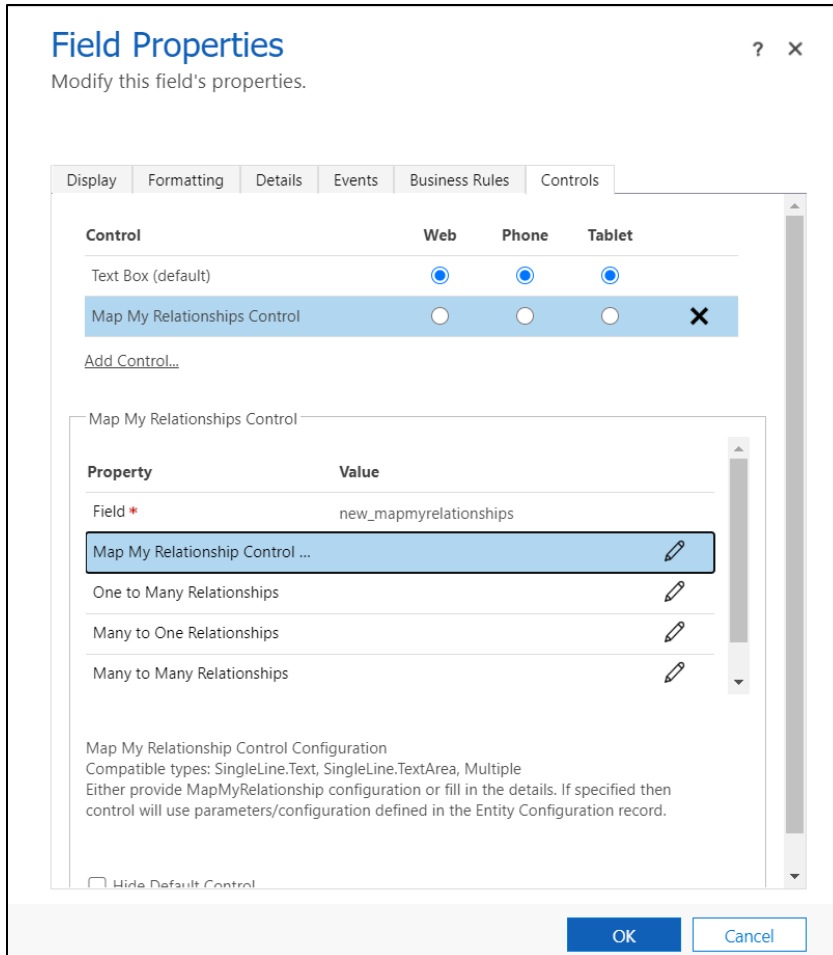 Field Properties
? ✕
Modify this field's properties.
Display Formatting Details Events Business Rules Controls
Control Web Phone Tablet
Text Box (default)
Map My Relationships Control
Add Control...
Map My Relationships Control
Property Value
Field * new_mapmyrelationships
Map My Relationship Control ...
One to Many Relationships
Many to One Relationships
Many to Many Relationships
Map My Relationship Control Configuration
Compatible types: SingleLine.Text, SingleLine.TextArea, Multiple
Either provide MapMyRelationship configuration or fill in the details. If specified then
control will use parameters/configuration defined in the Entity Configuration record.
Hide Default Control
OK Cancel